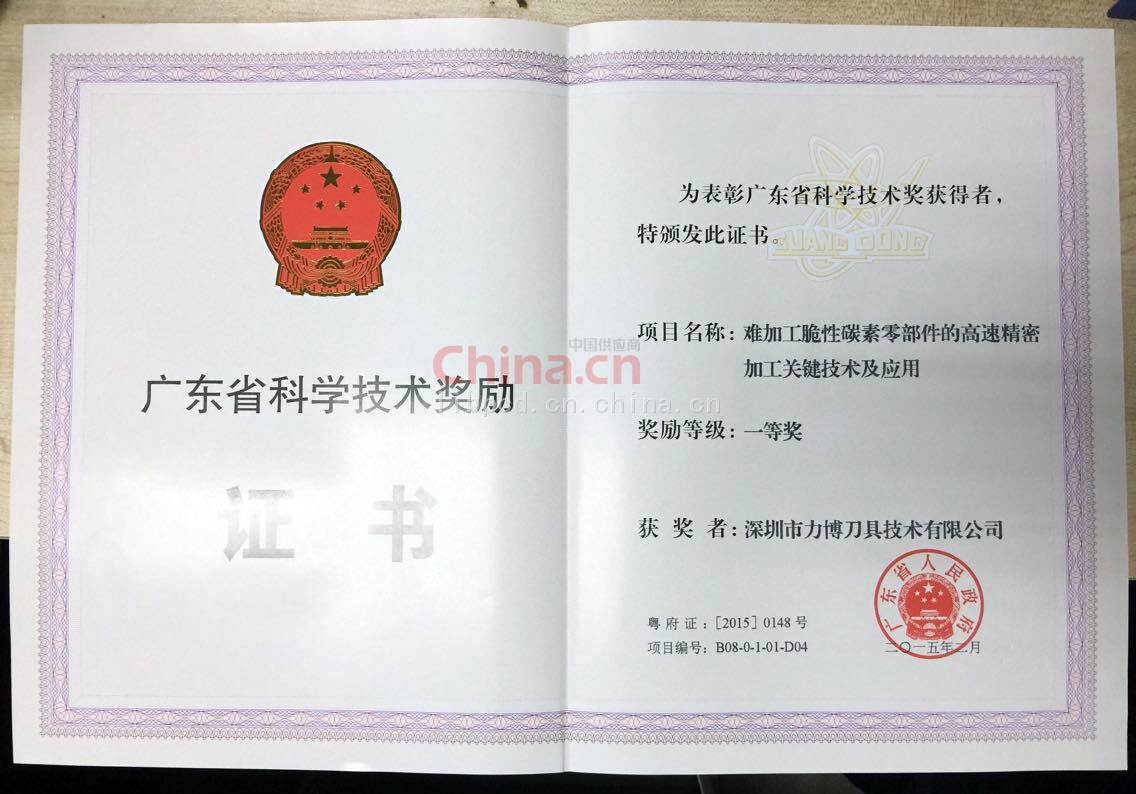 广东省科学技术奖励
证 书
中国供应商
China.cn
为表彰广东省科学技术奖获得者，
特颁发此证书。
GUANG DONG
项目名称：难加工脆性碳素零部件的高速精密
加工关键技术及应用
奖励等级：一等奖
获 奖 者：深圳市力博刀具技术有限公司
广东省人民政府
粤 府 证：［2015］0148 号
项目编号：B08-0-1-01-D04
二〇一五年二月